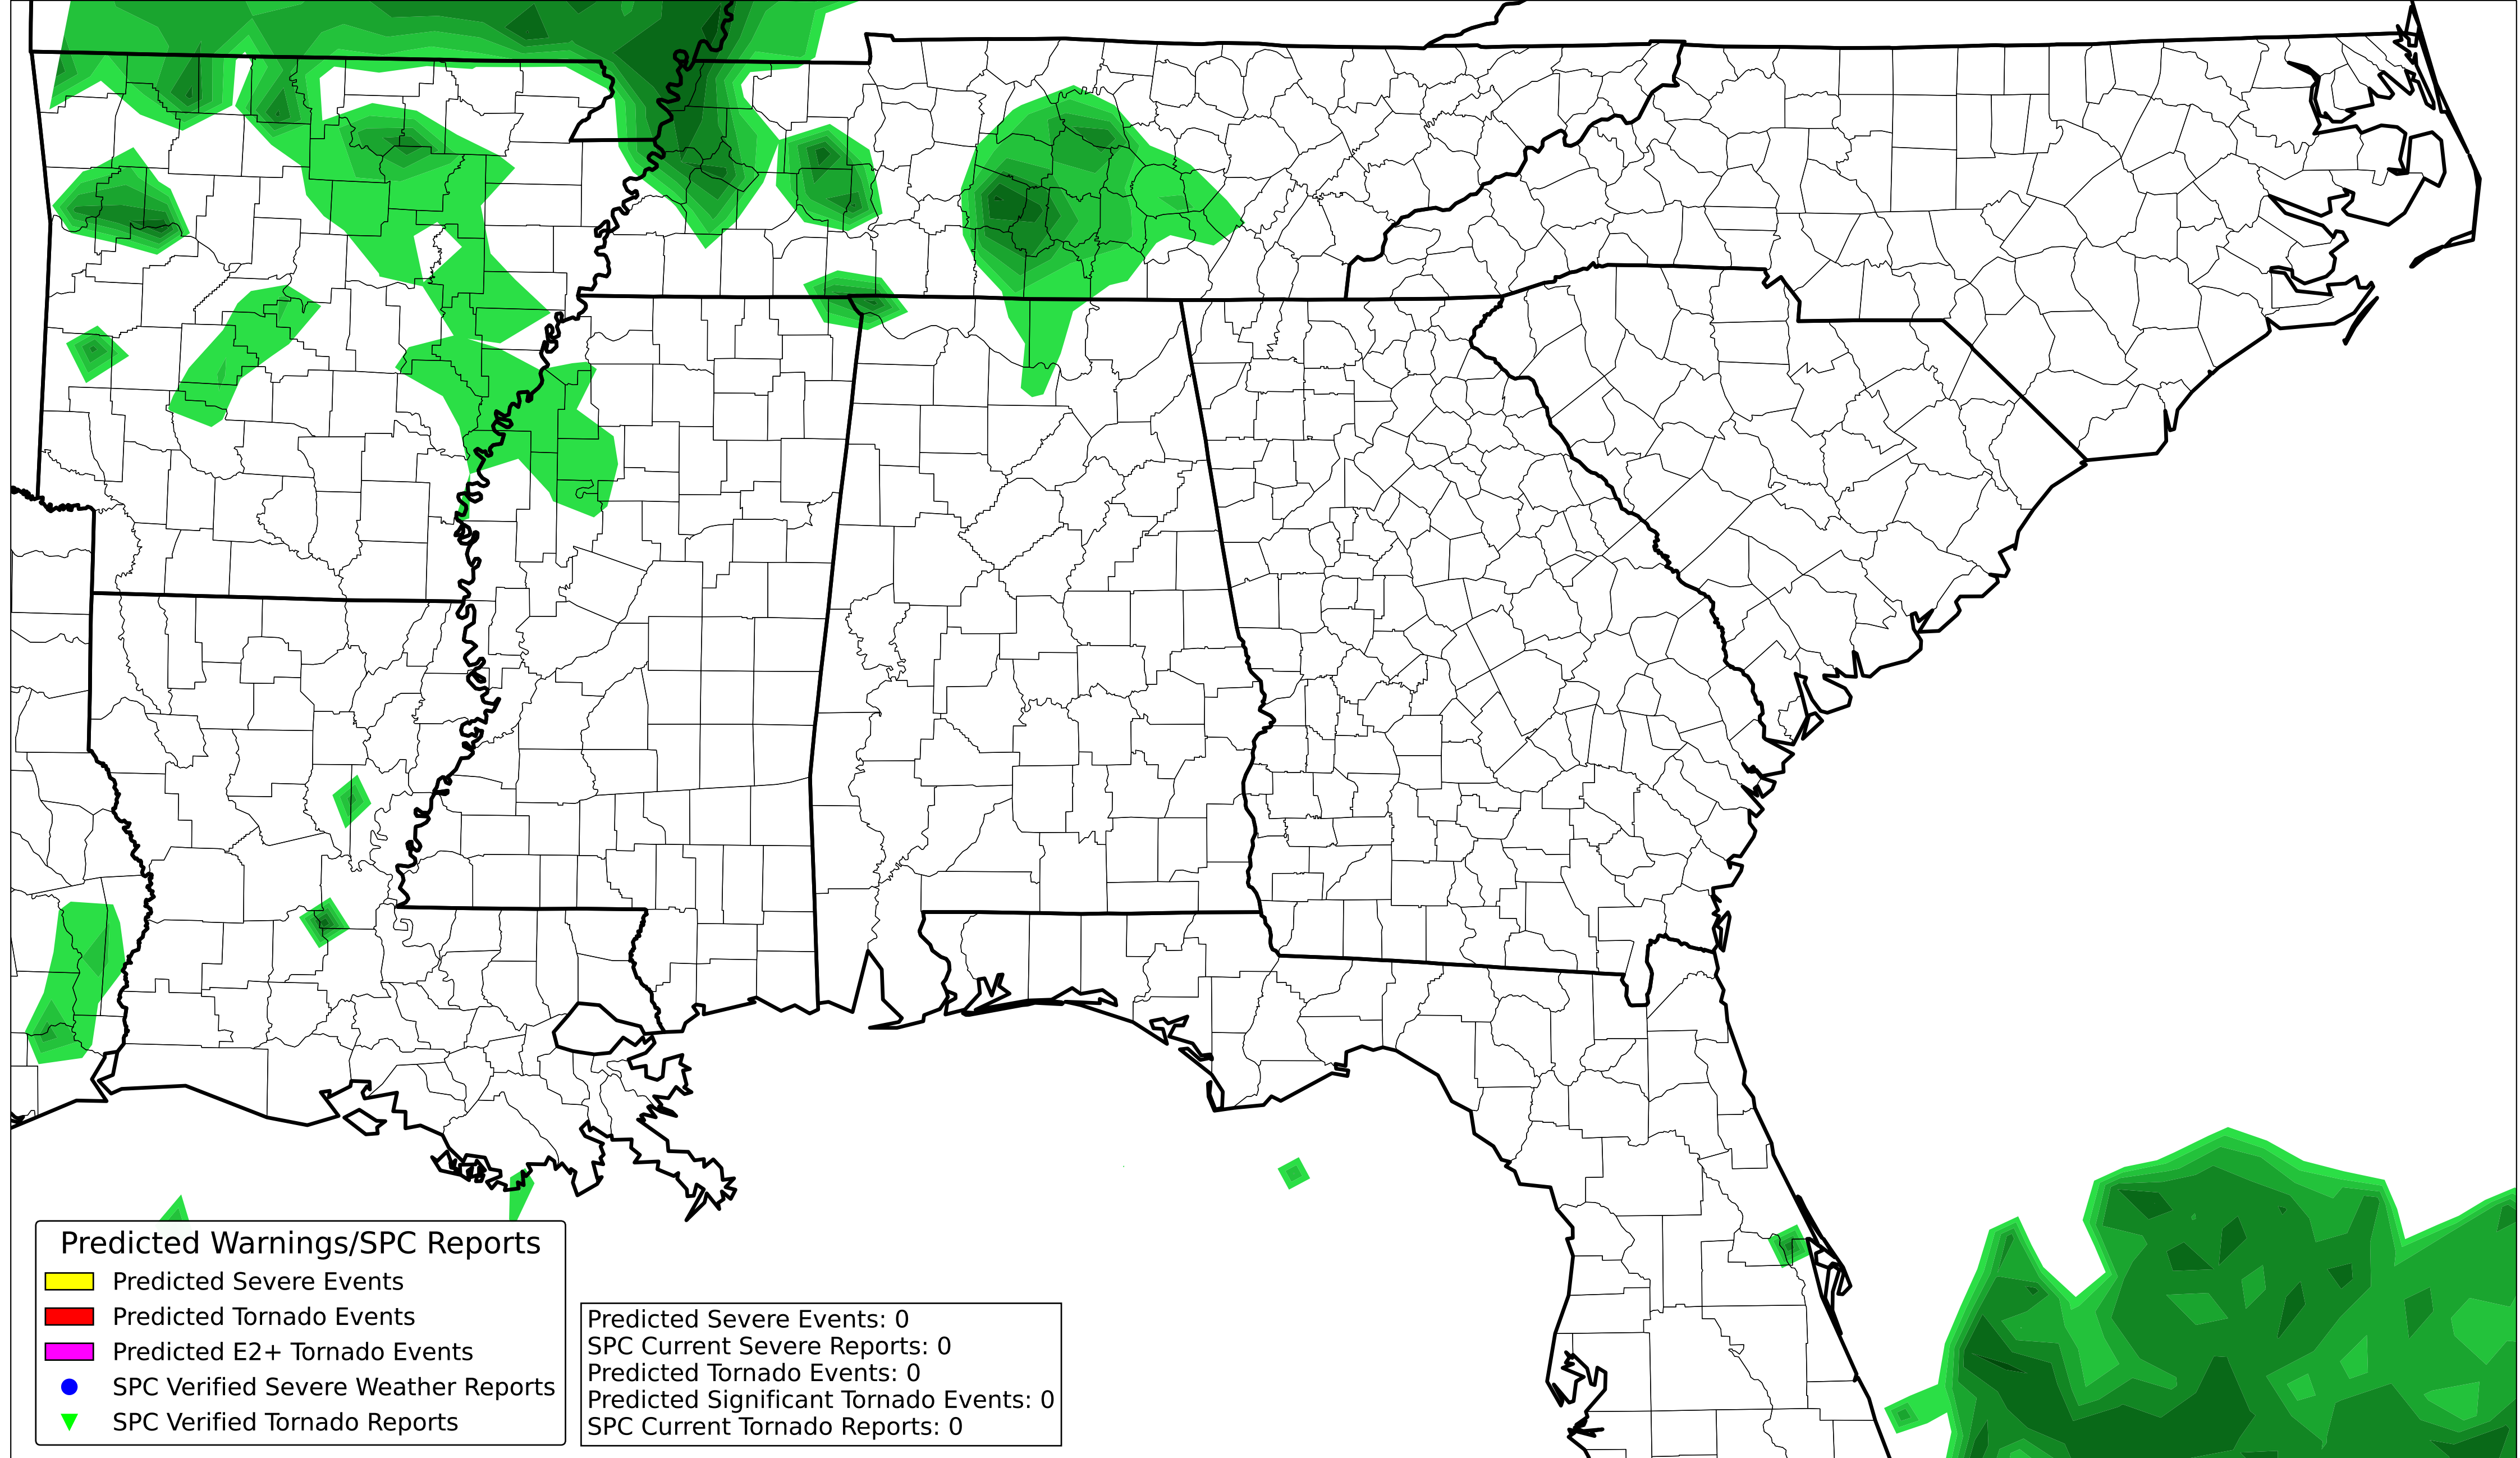 Predicted Warnings/SPC Reports
Predicted Severe Events
Predicted Tornado Events
Predicted E2+ Tornado Events
SPC Verified Severe Weather Reports
SPC Verified Tornado Reports
Predicted Severe Events: 0
SPC Current Severe Reports: 0
Predicted Tornado Events: 0
Predicted Significant Tornado Events: 0
SPC Current Tornado Reports: 0